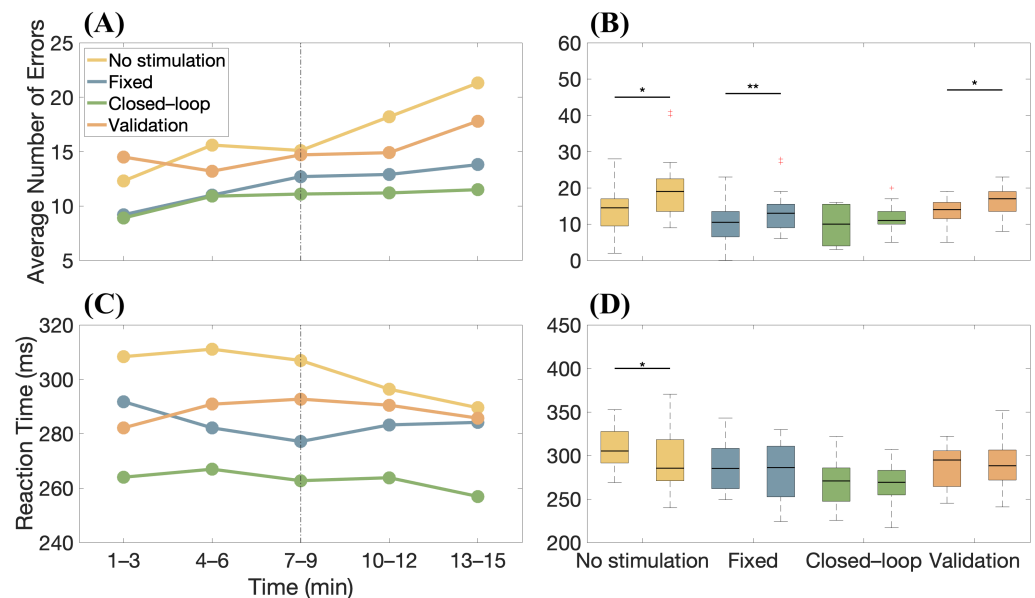 (A)
Average Number of Errors
25
20
15
10
5
No stimulation
Fixed
Closed–loop
Validation
(B)
60
50
40
30
20
10
0
*
**
*
(C)
Reaction Time (ms)
320
300
280
260
240
1–3
4–6
7–9
10–12
13–15
Time (min)
(D)
450
400
350
300
250
200
*
No stimulation
Fixed
Closed–loop
Validation